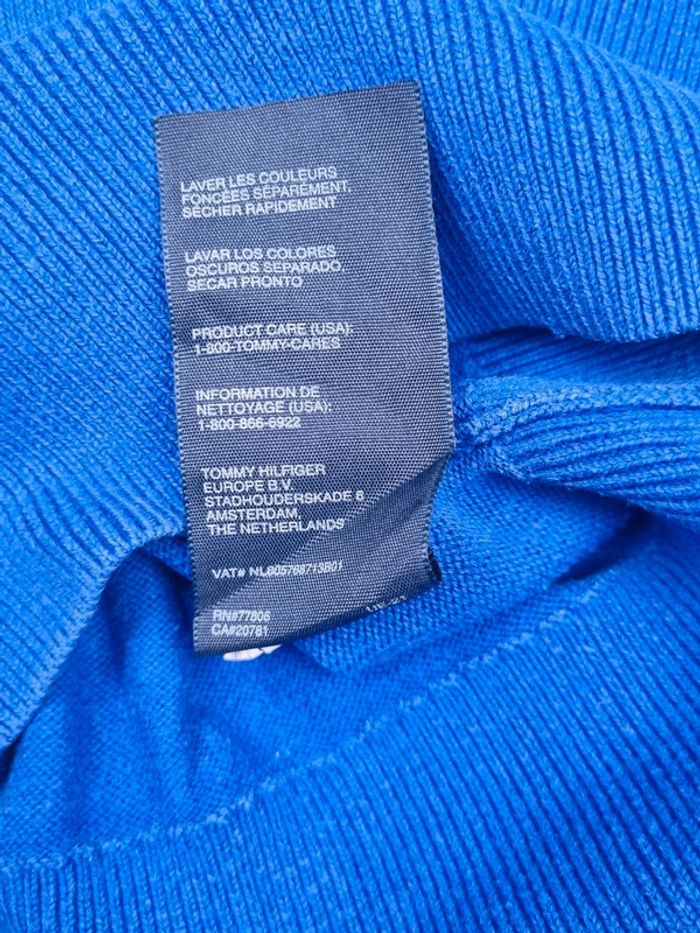 LAVER LES COULEURS
FONCÉES SÉPARÉMENT.
SÉCHER RAPIDEMENT
LAVAR LOS COLORES
OSCUROS SEPARADO.
SECAR PRONTO
PRODUCT CARE (USA):
1-800-TOMMY-CARES
INFORMATION DE
NETTOYAGE (USA):
1-800-866-6922
TOMMY HILFIGER
EUROPE B.V.
STADHOUDERSKADE 6
AMSTERDAM,
THE NETHERLANDS
VAT# NL805768713B01
RN#77806
CA#20781